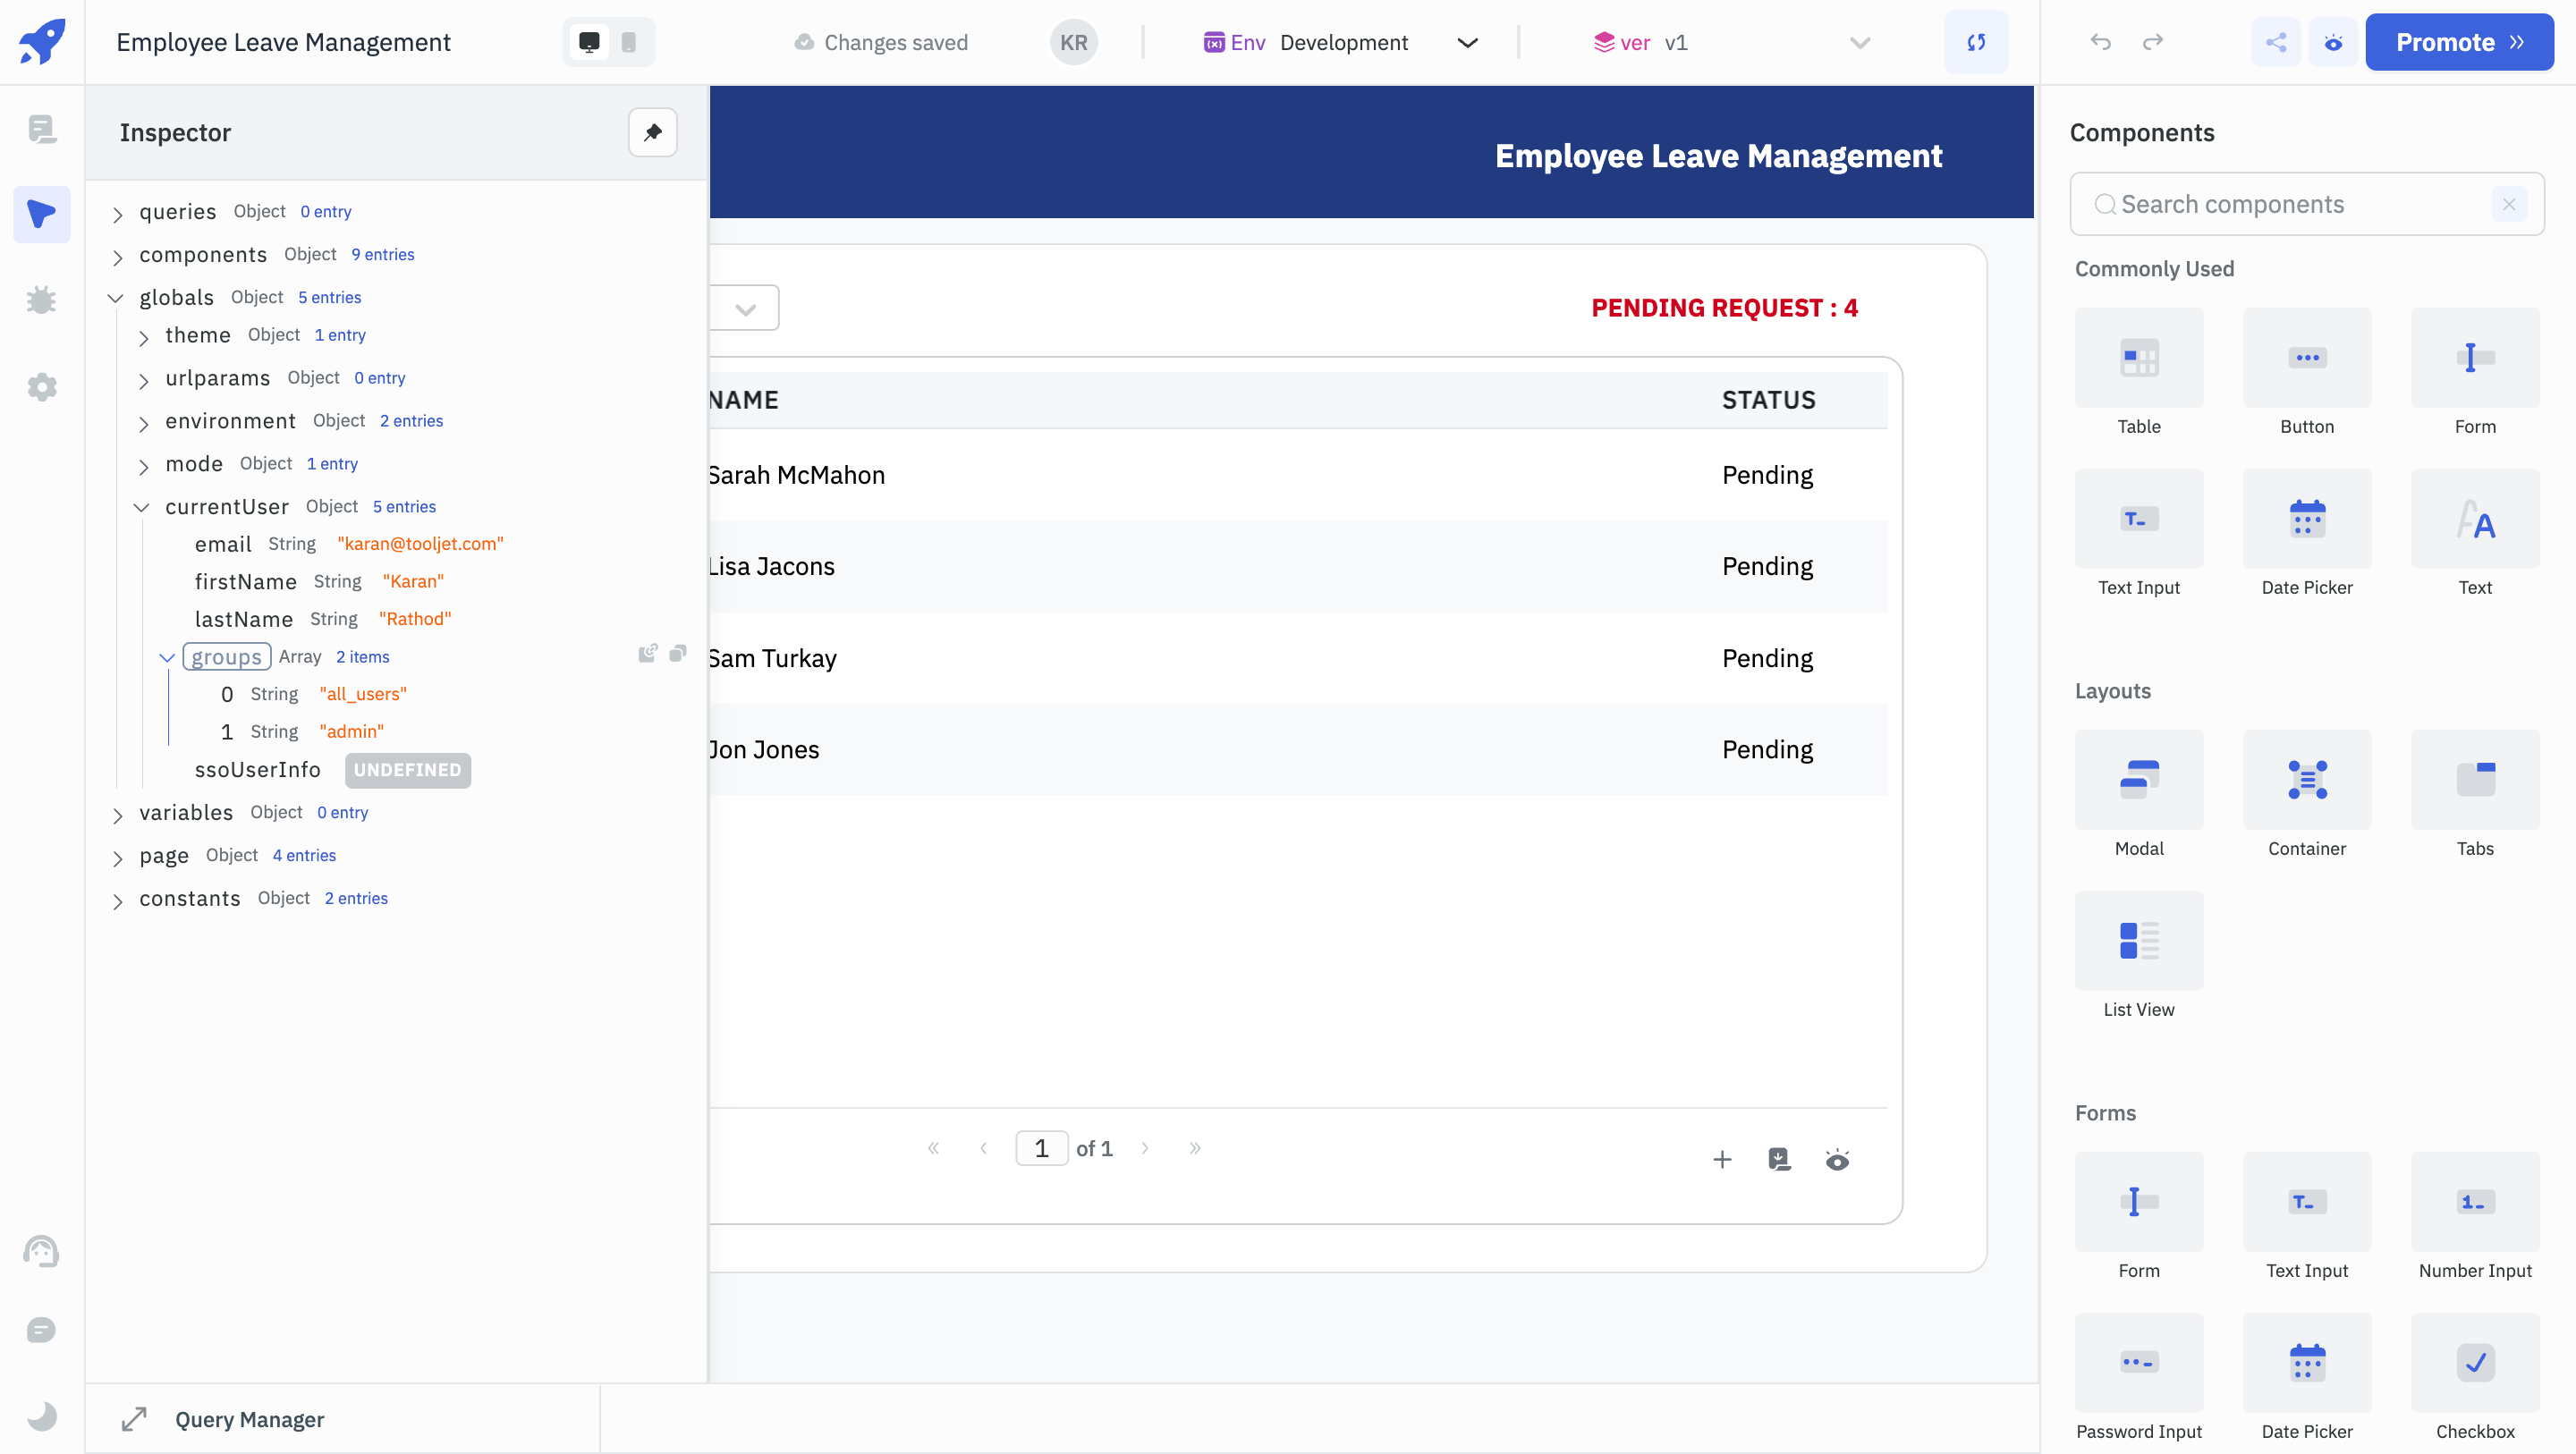 Employee Leave Management
Changes saved
KR
Env Development
ver v1
Promote
Inspector
queries Object 0 entry
components Object 9 entries
globals Object 5 entries
theme Object 1 entry
urlparams Object 0 entry
environment Object 2 entries
mode Object 1 entry
currentUser Object 5 entries
email String "karan@tooljet.com"
firstName String "Karan"
lastName String "Rathod"
groups Array 2 items
0 String "all_users"
1 String "admin"
ssoUserInfo UNDEFINED
variables Object 0 entry
page Object 4 entries
constants Object 2 entries
Query Manager
Employee Leave Management
PENDING REQUEST : 4
NAME STATUS
Sarah McMahon Pending
Lisa Jacons Pending
Sam Turkay Pending
Jon Jones Pending
1 of 1
Components
Search components
Commonly Used
Table Button Form
Text Input Date Picker Text
Layouts
Modal Container Tabs
List View
Forms
Form Text Input Number Input
Password Input Date Picker Checkbox